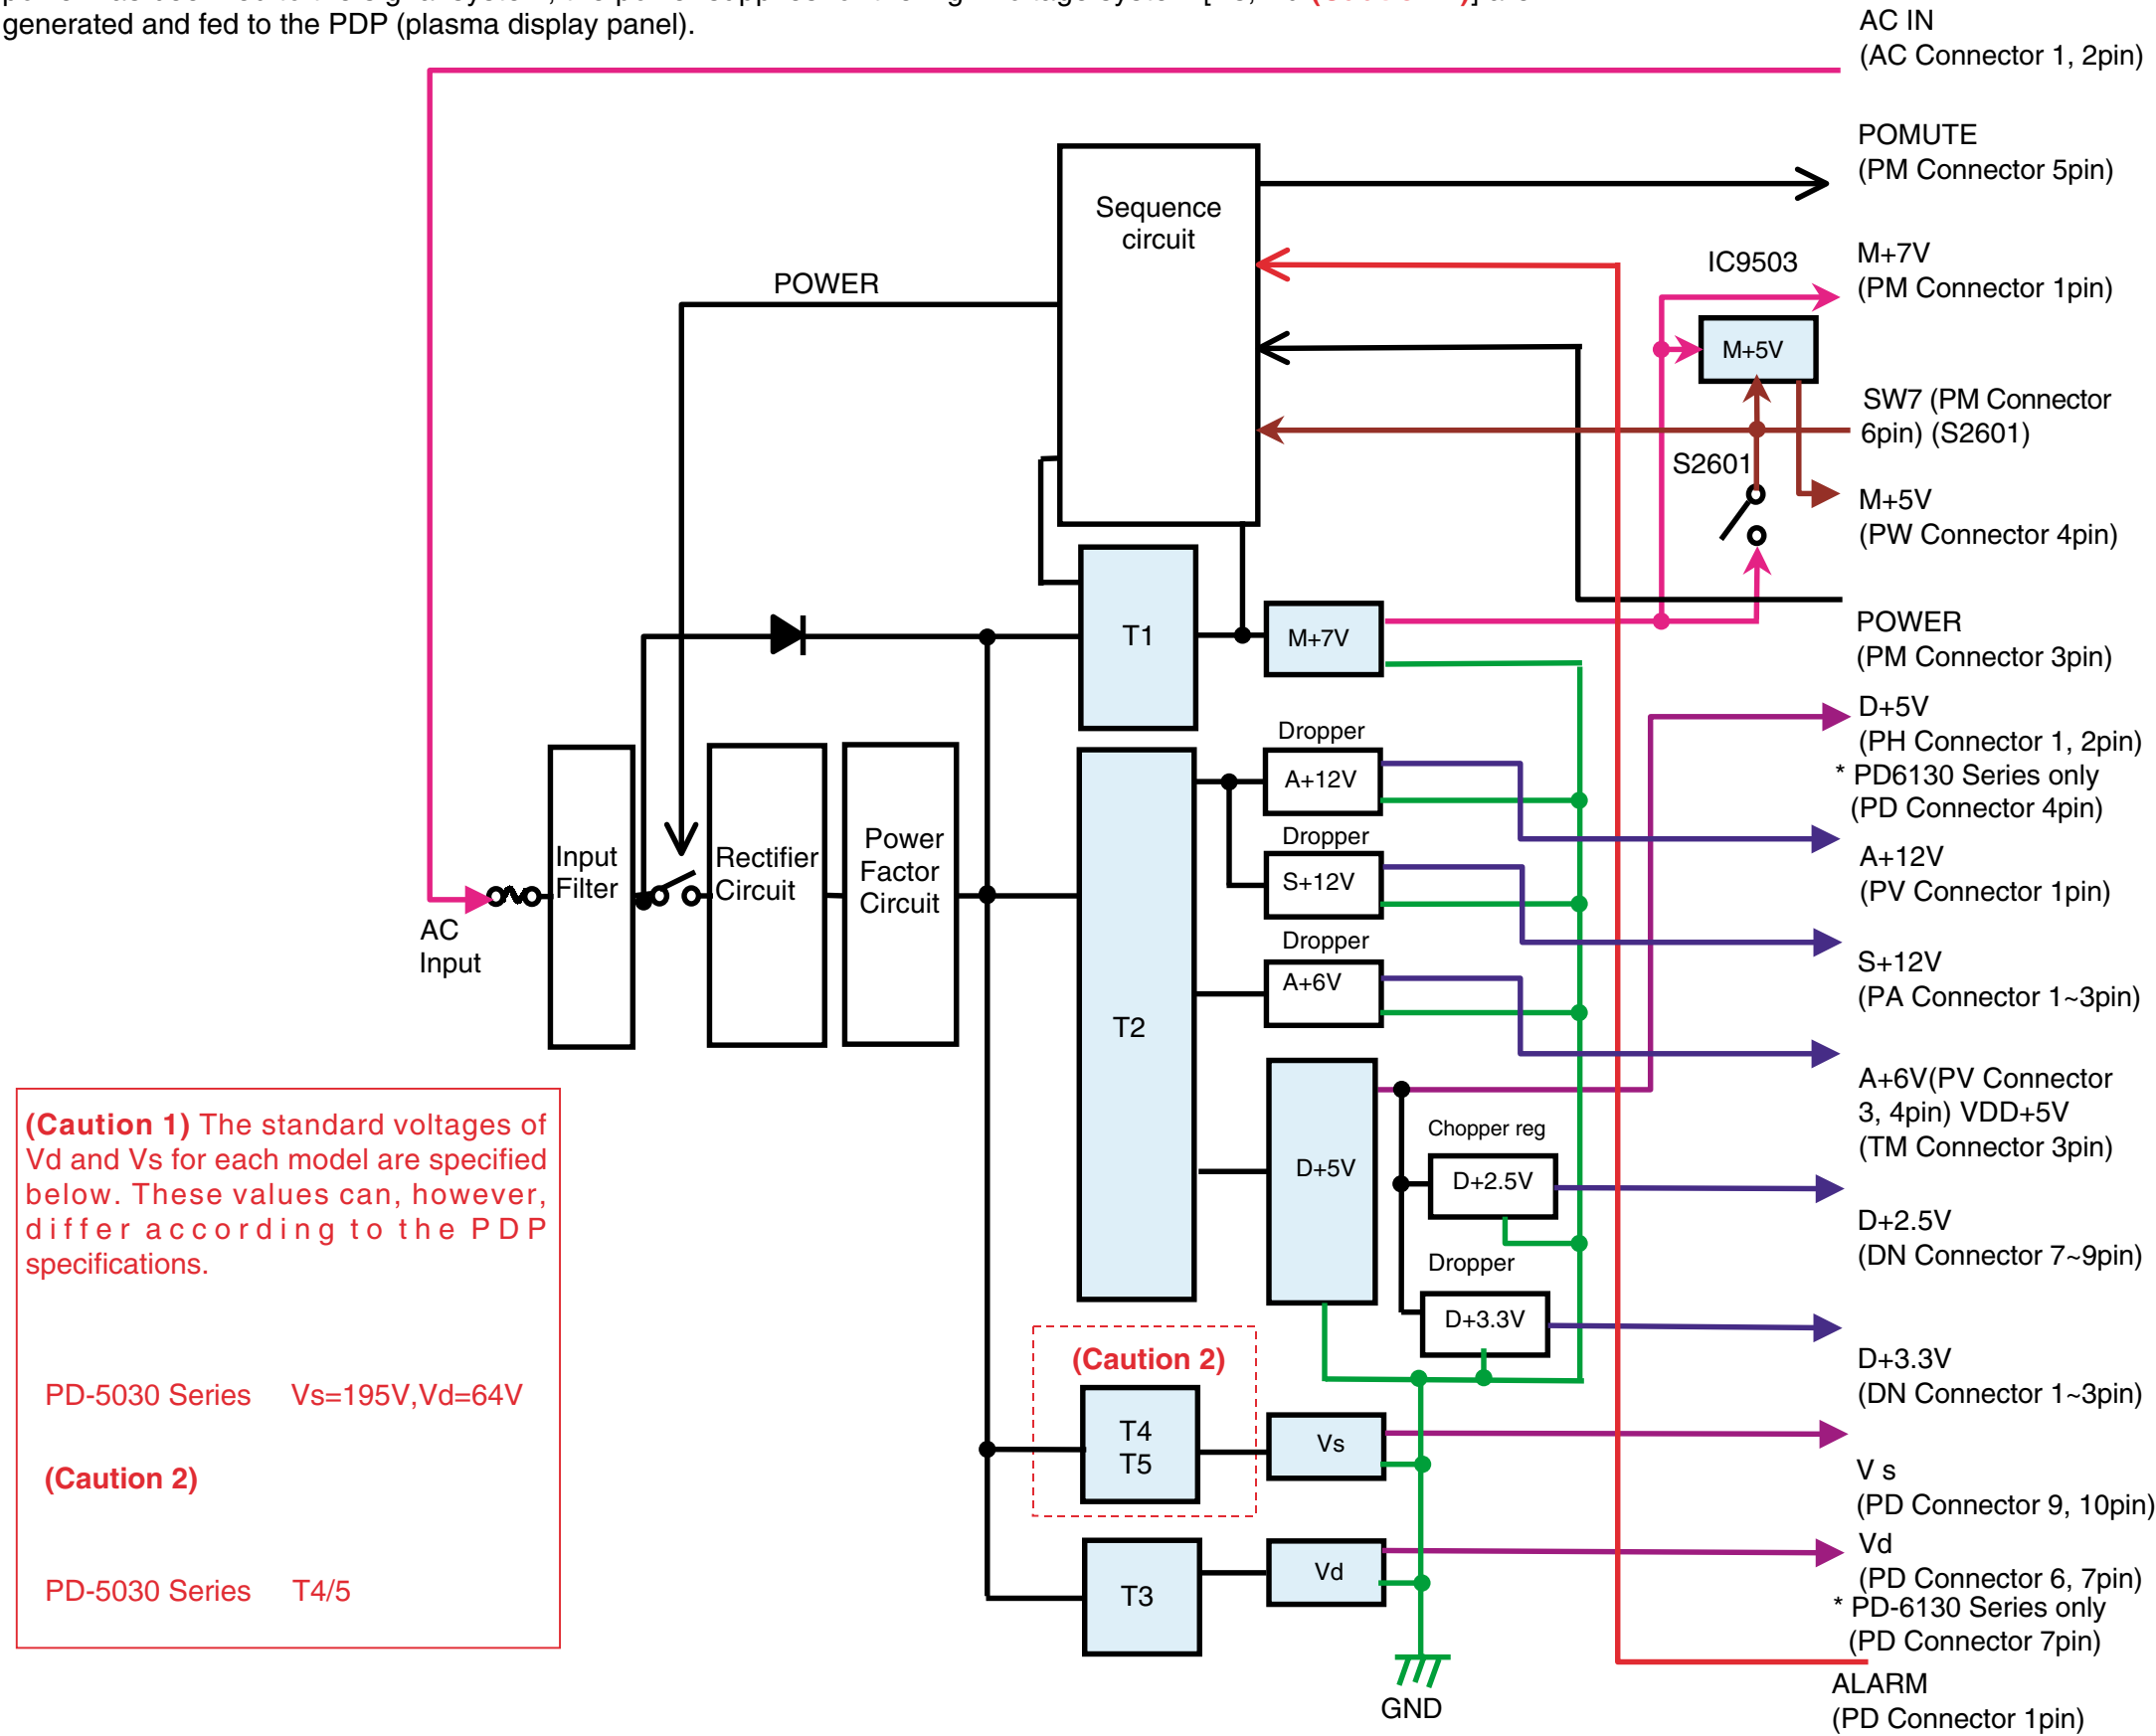 generated and fed to the PDP (plasma display panel).
AC IN
(AC Connector 1, 2pin)
POMUTE
(PM Connector 5pin)
Sequence
circuit
POWER
IC9503
M+7V
(PM Connector 1pin)
M+5V
SW7 (PM Connector
6pin) (S2601)
S2601
M+5V
(PW Connector 4pin)
T1
M+7V
POWER
(PM Connector 3pin)
D+5V
(PH Connector 1, 2pin)
* PD6130 Series only
(PD Connector 4pin)
Dropper
A+12V
Dropper
S+12V
A+12V
(PV Connector 1pin)
Input
Filter
Rectifier
Circuit
Power
Factor
Circuit
AC
Input
Dropper
A+6V
S+12V
(PA Connector 1~3pin)
T2
A+6V(PV Connector
3, 4pin) VDD+5V
(TM Connector 3pin)
D+5V
Chopper reg
D+2.5V
D+2.5V
(DN Connector 7~9pin)
Dropper
D+3.3V
D+3.3V
(DN Connector 1~3pin)
(Caution 1) The standard voltages of
Vd and Vs for each model are specified
below. These values can, however,
differ according to the PDP
specifications.
PD-5030 Series Vs=195V,Vd=64V
(Caution 2)
PD-5030 Series T4/5
(Caution 2)
T4
T5
Vs
V s
(PD Connector 9, 10pin)
T3
Vd
Vd
(PD Connector 6, 7pin)
* PD-6130 Series only
(PD Connector 7pin)
GND
ALARM
(PD Connector 1pin)